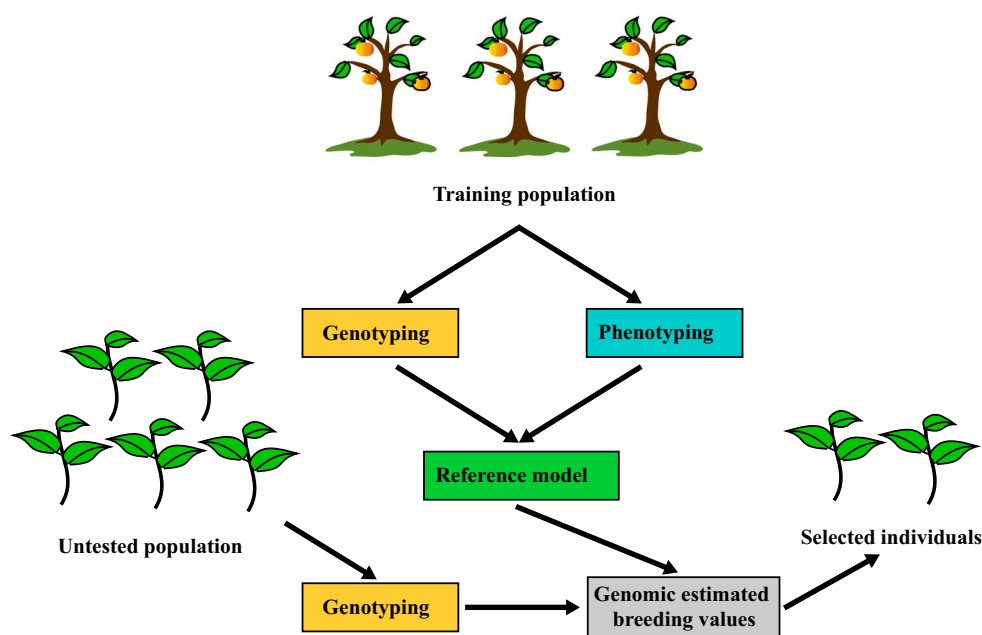 Training population
Genotyping
Phenotyping
Reference model
Untested population
Selected individuals
Genotyping
Genomic estimated
breeding values